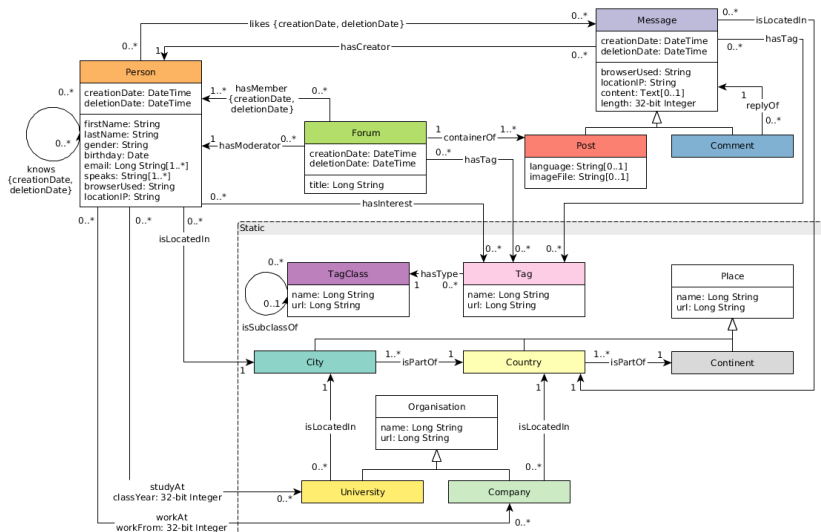 Message
0..*
isLocatedIn
likes {creationDate, deletionDate}
0..*
0..*
hasTag
creationDate: DateTime
deletionDate: DateTime
0..*
1
hasCreator
0..*
Person
browserUsed: String
locationIP: String
content: Text[0..1]
length: 32-bit Integer
1
replyOf
0..*
creationDate: DateTime
deletionDate: DateTime
1..*
hasMember
{creationDate,
deletionDate}
0..*
0..*
knows
{creationDate,
deletionDate}
firstName: String
lastName: String
gender: String
birthday: Date
email: Long String[1..*]
speaks: String[1..*]
browserUsed: String
locationIP: String
1
hasModerator
0..*
Forum
creationDate: DateTime
deletionDate: DateTime
title: Long String
1
containerOf
1..*
0..*
hasTag
Post
language: String[0..1]
imageFile: String[0..1]
Comment
0..*
hasInterest
0..*
0..*
0..*
0..*
isLocatedIn
Static
0..*
0..*
0..*
0..*
0..1
isSubclassOf
TagClass
name: Long String
url: Long String
hasType
1
0..*
Tag
name: Long String
url: Long String
Place
name: Long String
url: Long String
1
City
1..*
isPartOf
1
Country
1..*
isPartOf
1
Continent
1
1
1
Organisation
name: Long String
url: Long String
isLocatedIn
isLocatedIn
0..*
0..*
studyAt
classYear: 32-bit Integer
0..*
University
Company
workAt
workFrom: 32-bit Integer
0..*